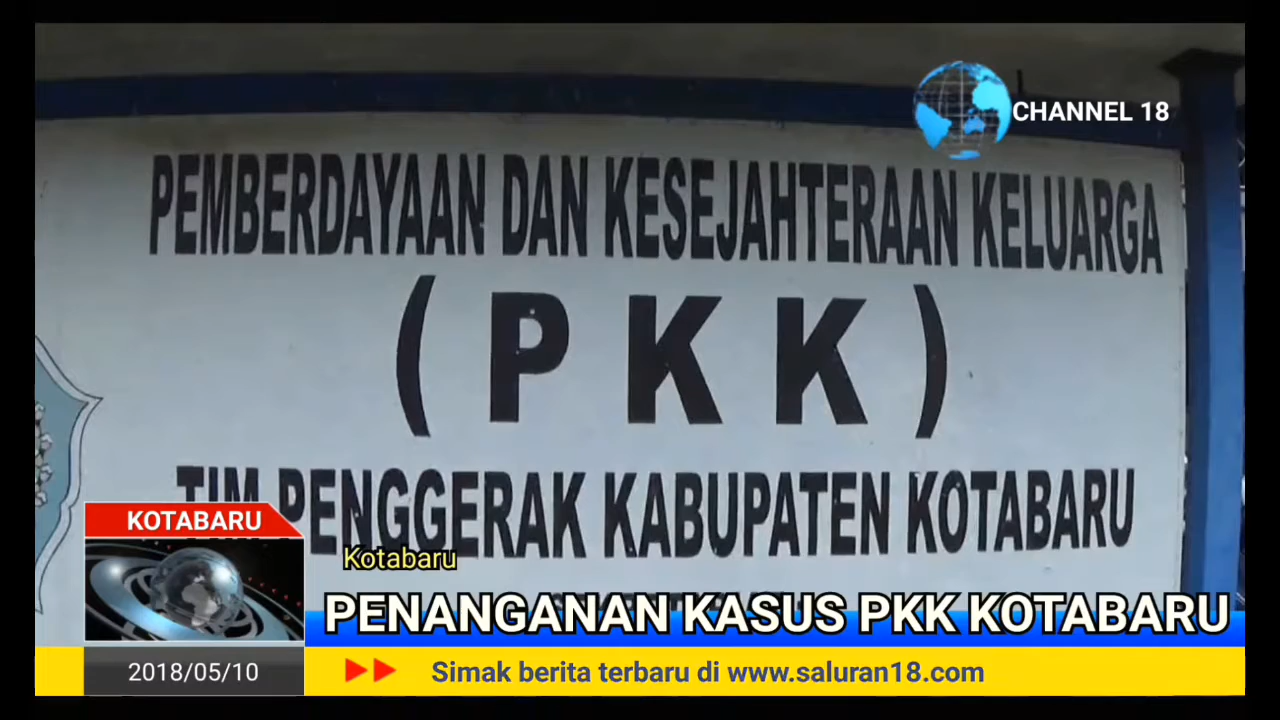 CHANNEL 18
PEMBERDAYAAN DAN KESEJAHTERAAN KELUARGA
( P K K )
TIM PENGGERAK KABUPATEN KOTABARU
KOTABARU
Kotabaru
PENANGANAN KASUS PKK KOTABARU
2018/05/10
Simak berita terbaru di www.saluran18.com